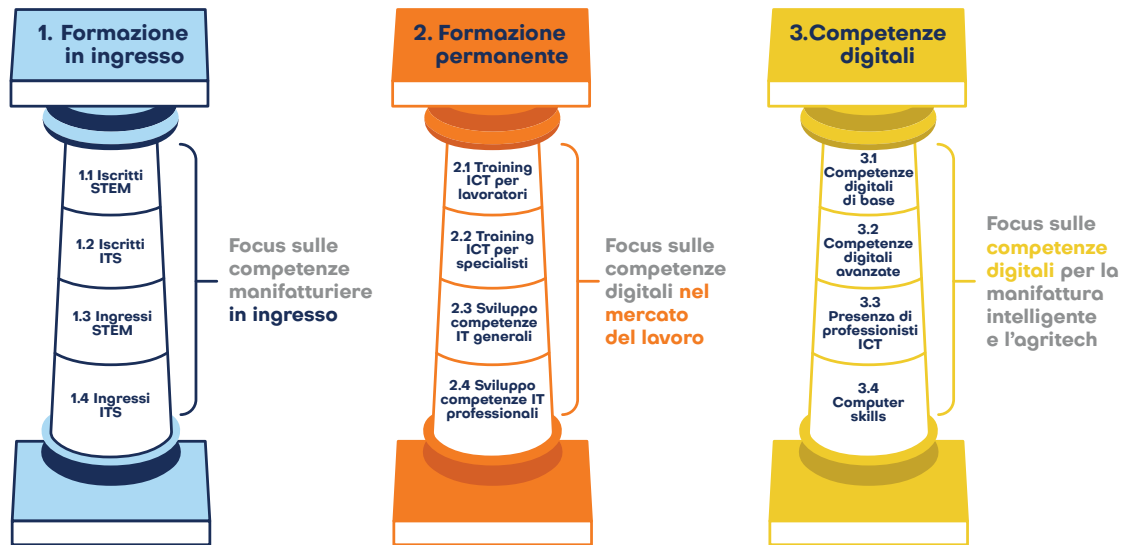 1. Formazione
in ingresso
1.1 Iscritti
STEM
1.2 Iscritti
ITS
1.3 Ingressi
STEM
1.4 Ingressi
ITS
Focus sulle
competenze
manifatturiere
in ingresso
2. Formazione
permanente
2.1 Training
ICT per
lavoratori
2.2 Training
ICT per
specialisti
2.3 Sviluppo
competenze
IT generali
2.4 Sviluppo
competenze IT
professionali
Focus sulle
competenze
digitali nel
mercato
del lavoro
3.Competenze
digitali
3.1
Competenze
digitali
di base
3.2
Competenze
digitali
avanzate
3.3
Presenza di
professionisti
ICT
3.4
Computer
skills
Focus sulle
competenze
digitali per la
manifattura
intelligente
e l'agritech